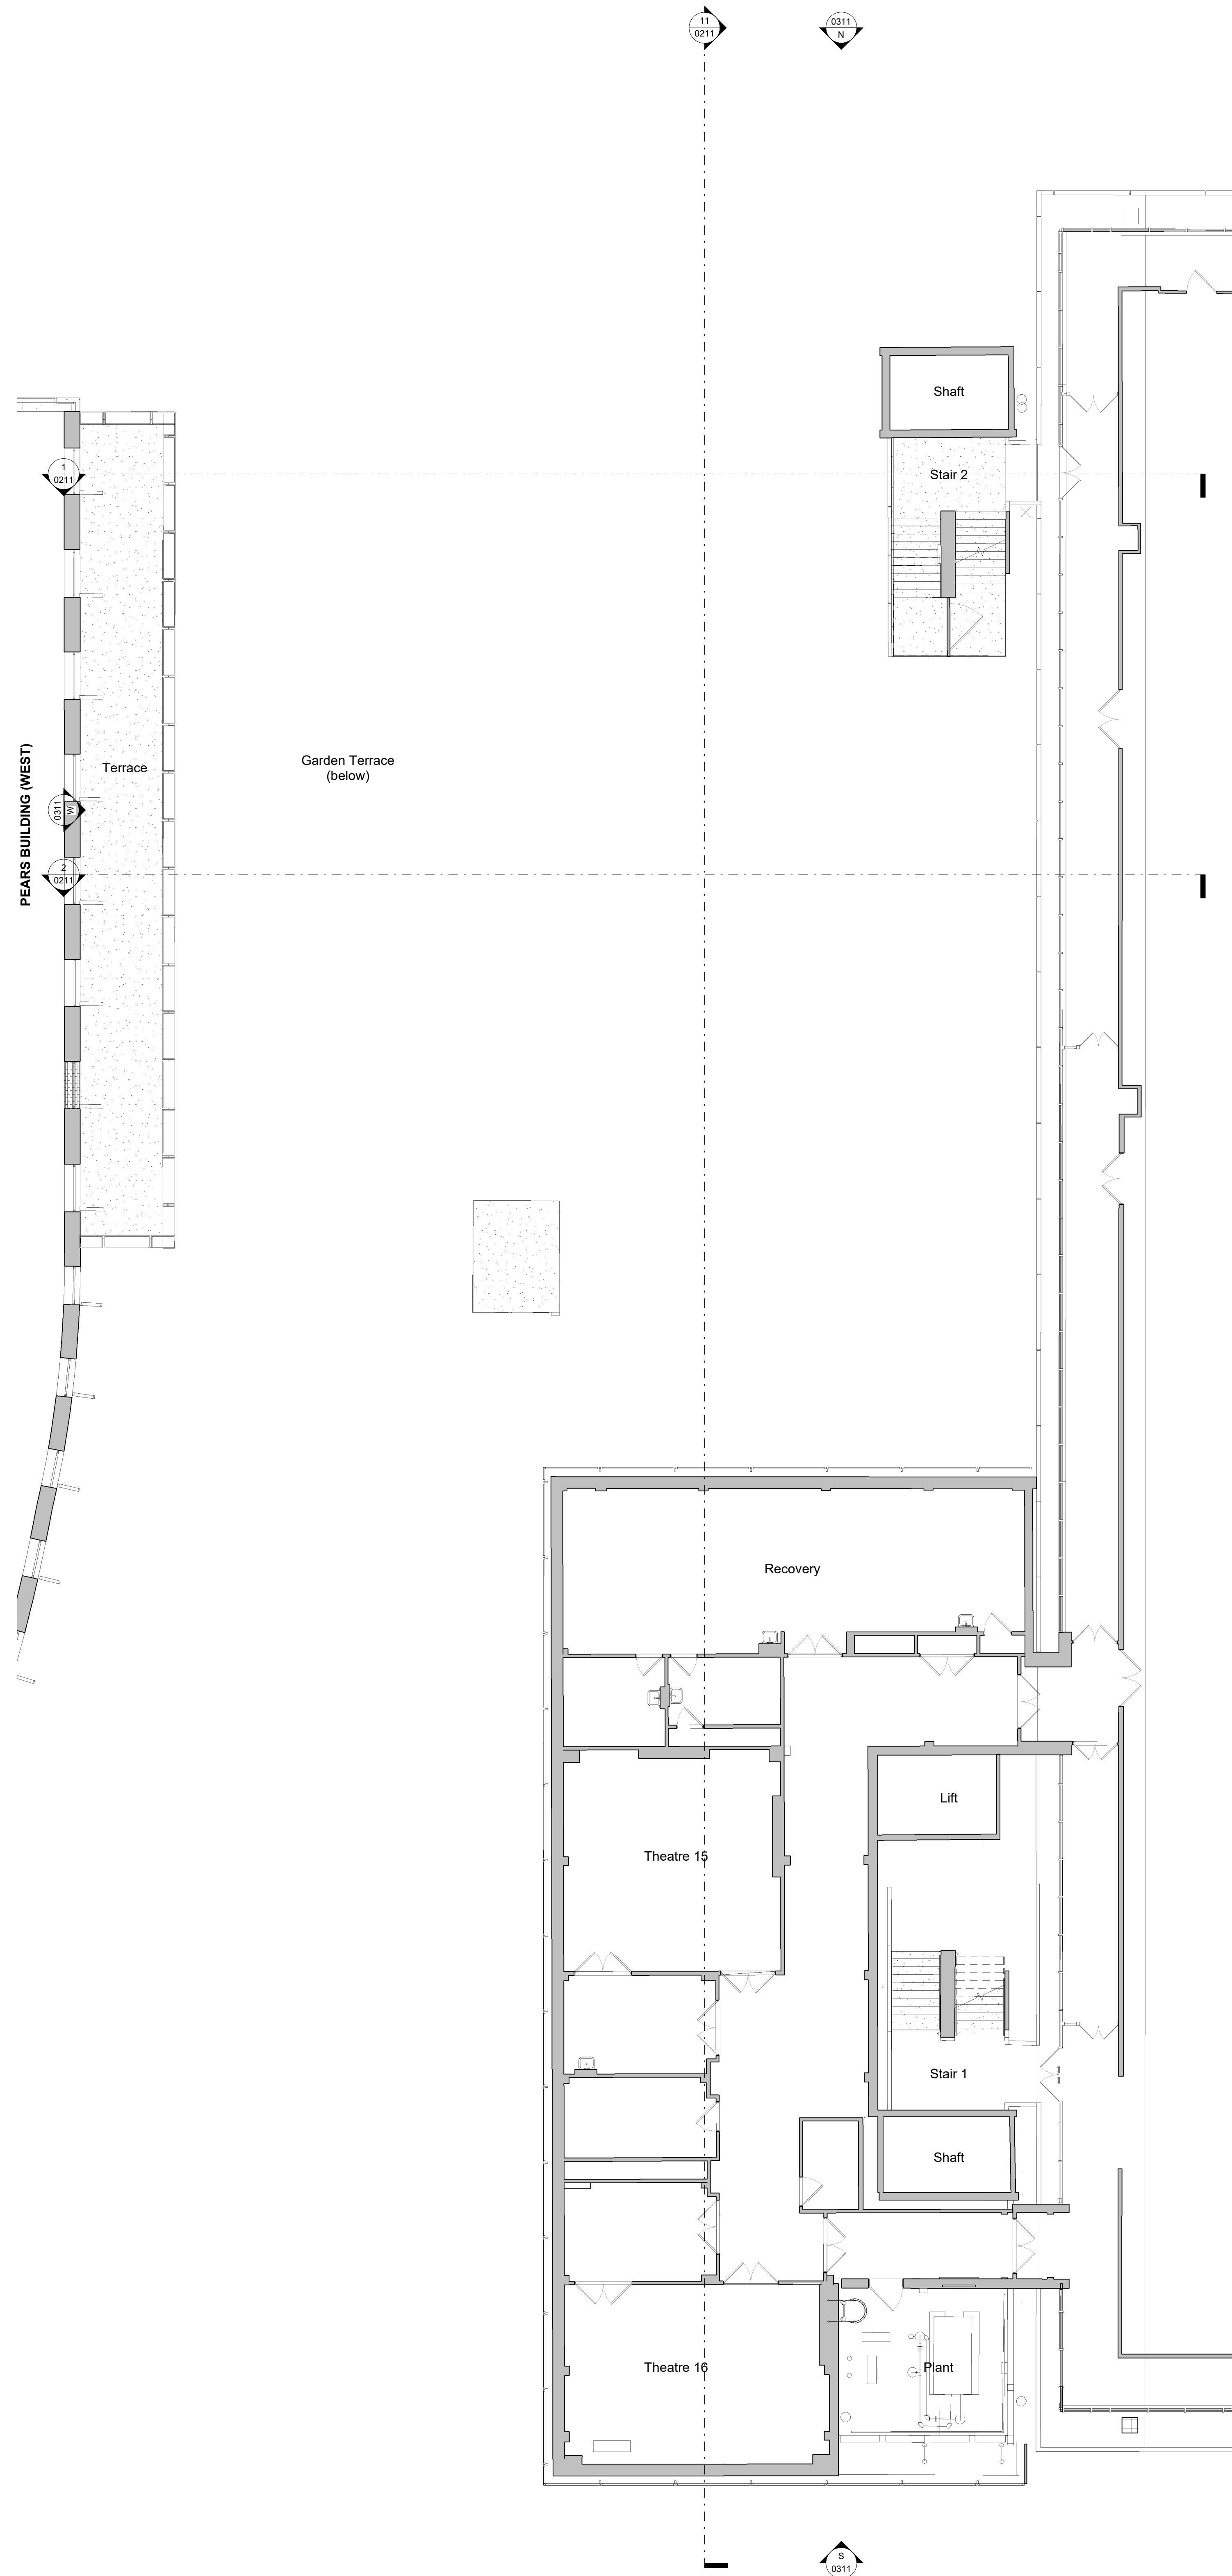 11
0211
0311
N
Shaft
1
0211
Stair 2
PEARS BUILDING (WEST)
Terrace
Garden Terrace
(below)
0311
W
2
0211
Recovery
Lift
Theatre 15
Stair 1
Shaft
Theatre 16
Plant
S
0311